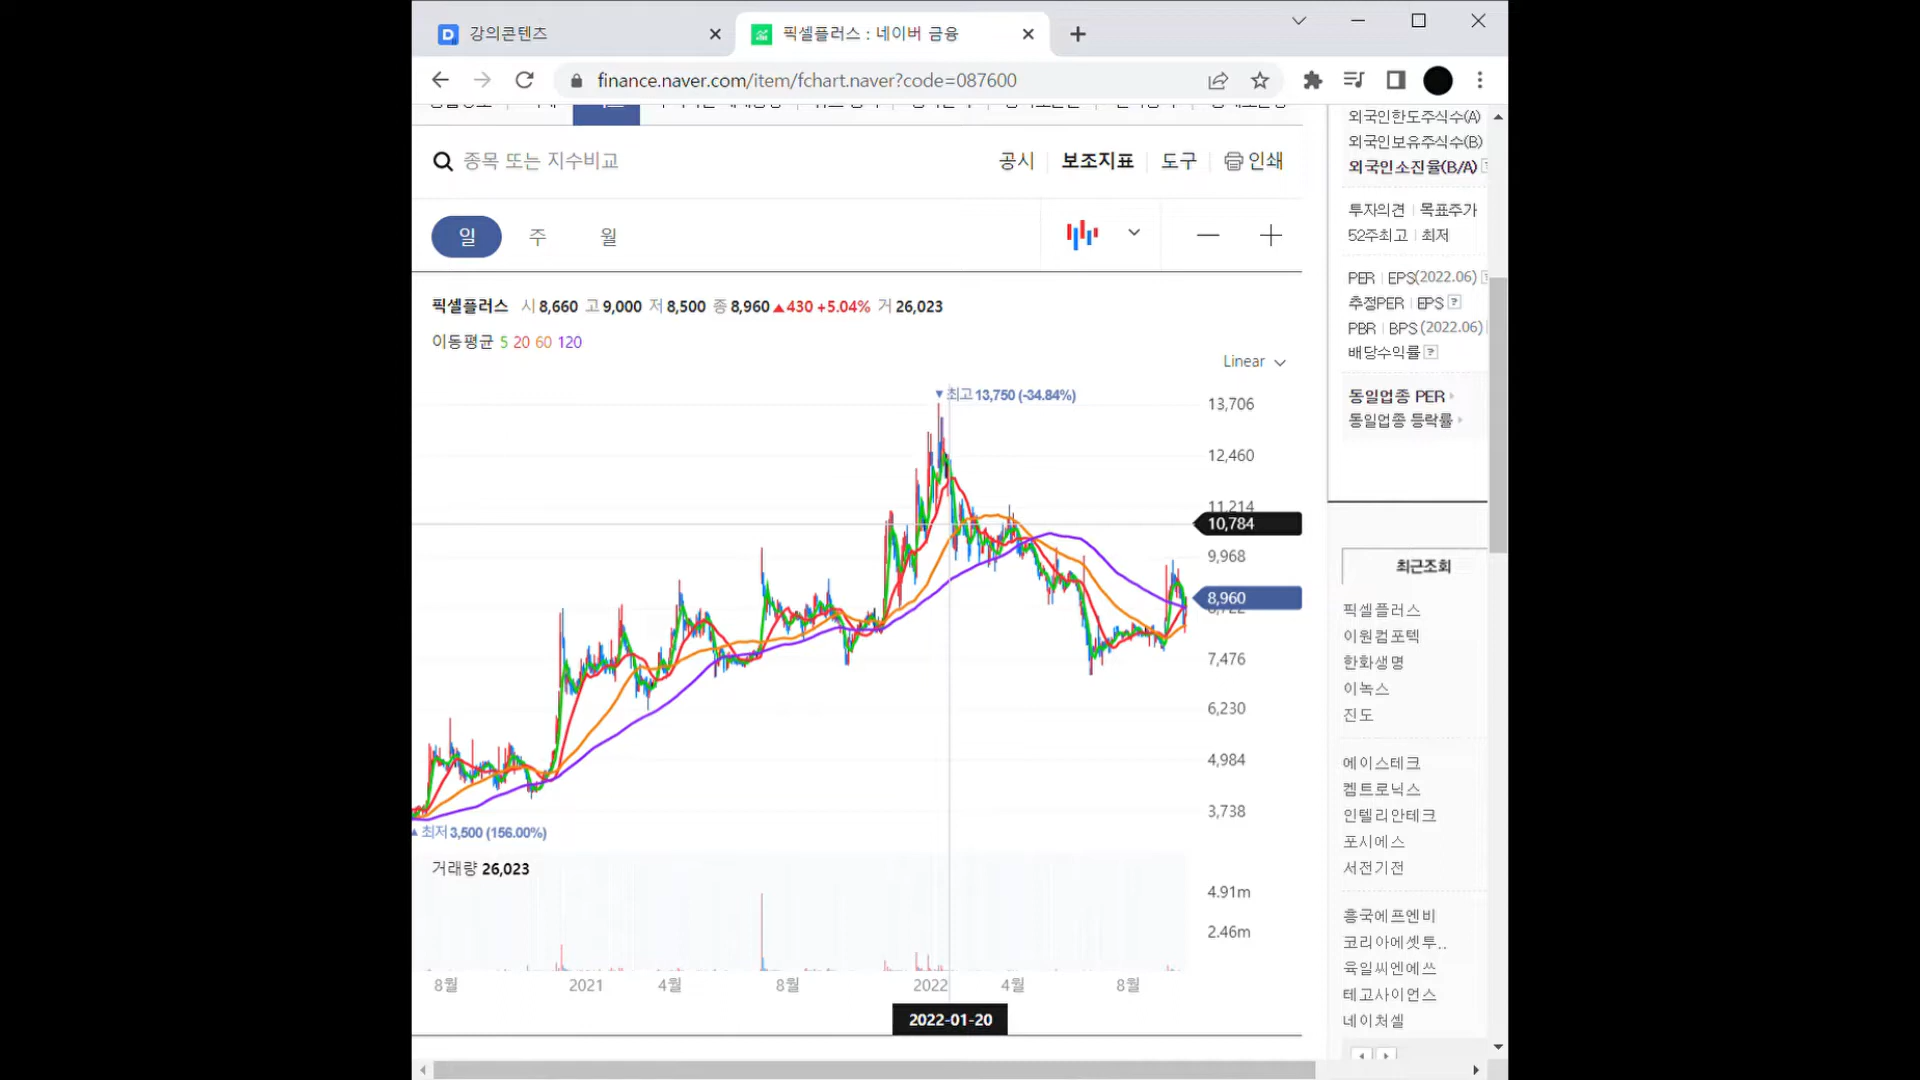 강의콘텐츠
픽셀플러스 : 네이버 금융
finance.naver.com/item/fchart.naver?code=087600
종목 또는 지수비교
공시 보조지표 도구 인쇄
일 주 월
픽셀플러스 시 8,660 고 9,000 저 8,500 종 8,960 ▲430 +5.04% 거 26,023
이동평균 5 20 60 120
Linear
▼최고 13,750 (-34.84%)
13,706
12,460
11,214
10,784
9,968
8,960
7,476
6,230
4,984
3,738
▲최저 3,500 (156.00%)
거래량 26,023
4.91m
2.46m
8월 2021 4월 8월 2022 4월 8월
2022-01-20
외국인한도주식수(A)
외국인보유주식수(B)
외국인소진율(B/A) ?
투자의견 | 목표주가
52주최고 | 최저
PER | EPS(2022.06) ?
추정PER | EPS ?
PBR | BPS (2022.06)
배당수익률 ?
동일업종 PER
동일업종 등락률
최근조회
픽셀플러스
이원컴포텍
한화생명
이녹스
진도
에이스테크
켐트로닉스
인텔리안테크
포시에스
서전기전
흥국에프엔비
코리아에셋투..
육일씨엔에쓰
테고사이언스
네이처셀